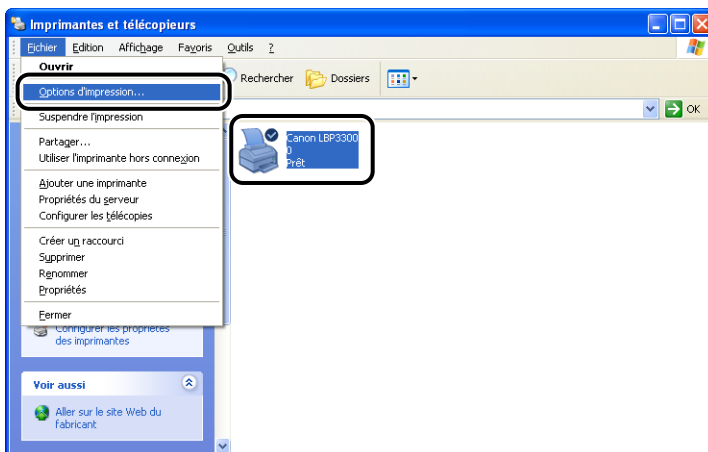 Imprimantes et télécopieurs
Fichier Edition Affichage Favoris Outils ?
Rechercher Dossiers
OK
Ouvrir
Options d'impression...
Suspendre l'impression
Partager...
Utiliser l'imprimante hors connexion
Ajouter une imprimante
Propriétés du serveur
Configurer les télécopies
Créer un raccourci
Supprimer
Renommer
Propriétés
Fermer
Canon LBP3300
0
Prêt
Configurer les propriétés
des imprimantes
Voir aussi
Aller sur le site Web du
fabricant